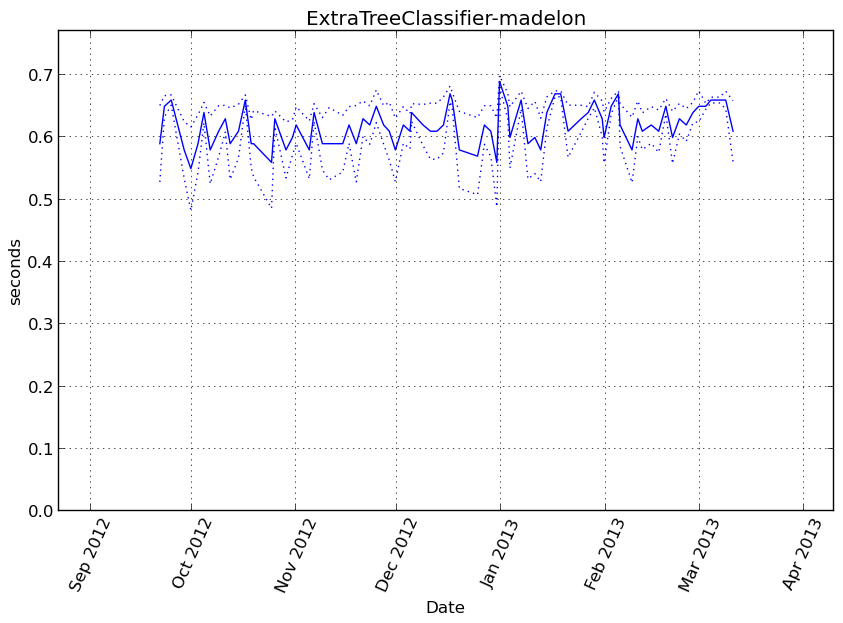 ExtraTreeClassifier-madelon
0.7
0.6
0.5
0.4
0.3
0.2
0.1
0.0
seconds
Sep 2012
Oct 2012
Nov 2012
Dec 2012
Jan 2013
Feb 2013
Mar 2013
Apr 2013
Date